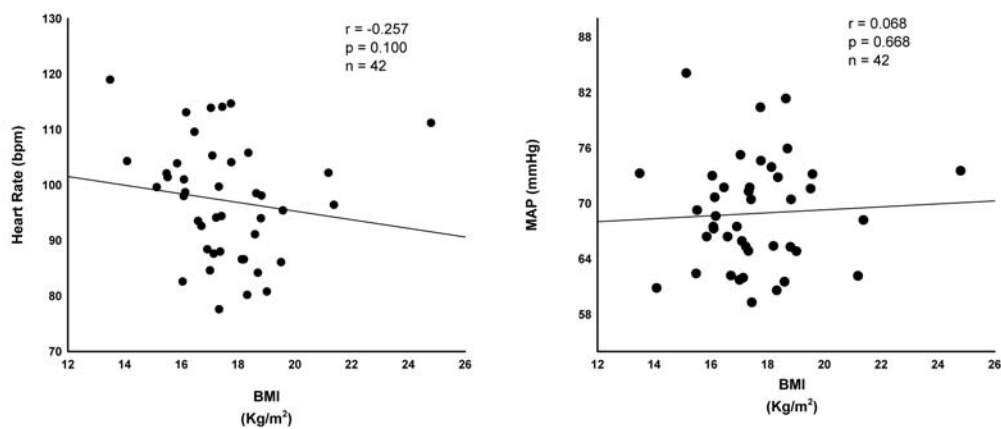 r = -0.257
p = 0.100
n = 42
130
120
110
100
90
80
70
Heart Rate (bpm)
12 14 16 18 20 22 24 26
BMI
(Kg/m²)
r = 0.068
p = 0.668
n = 42
88
82
76
70
64
58
MAP (mmHg)
12 14 16 18 20 22 24 26
BMI
(Kg/m²)